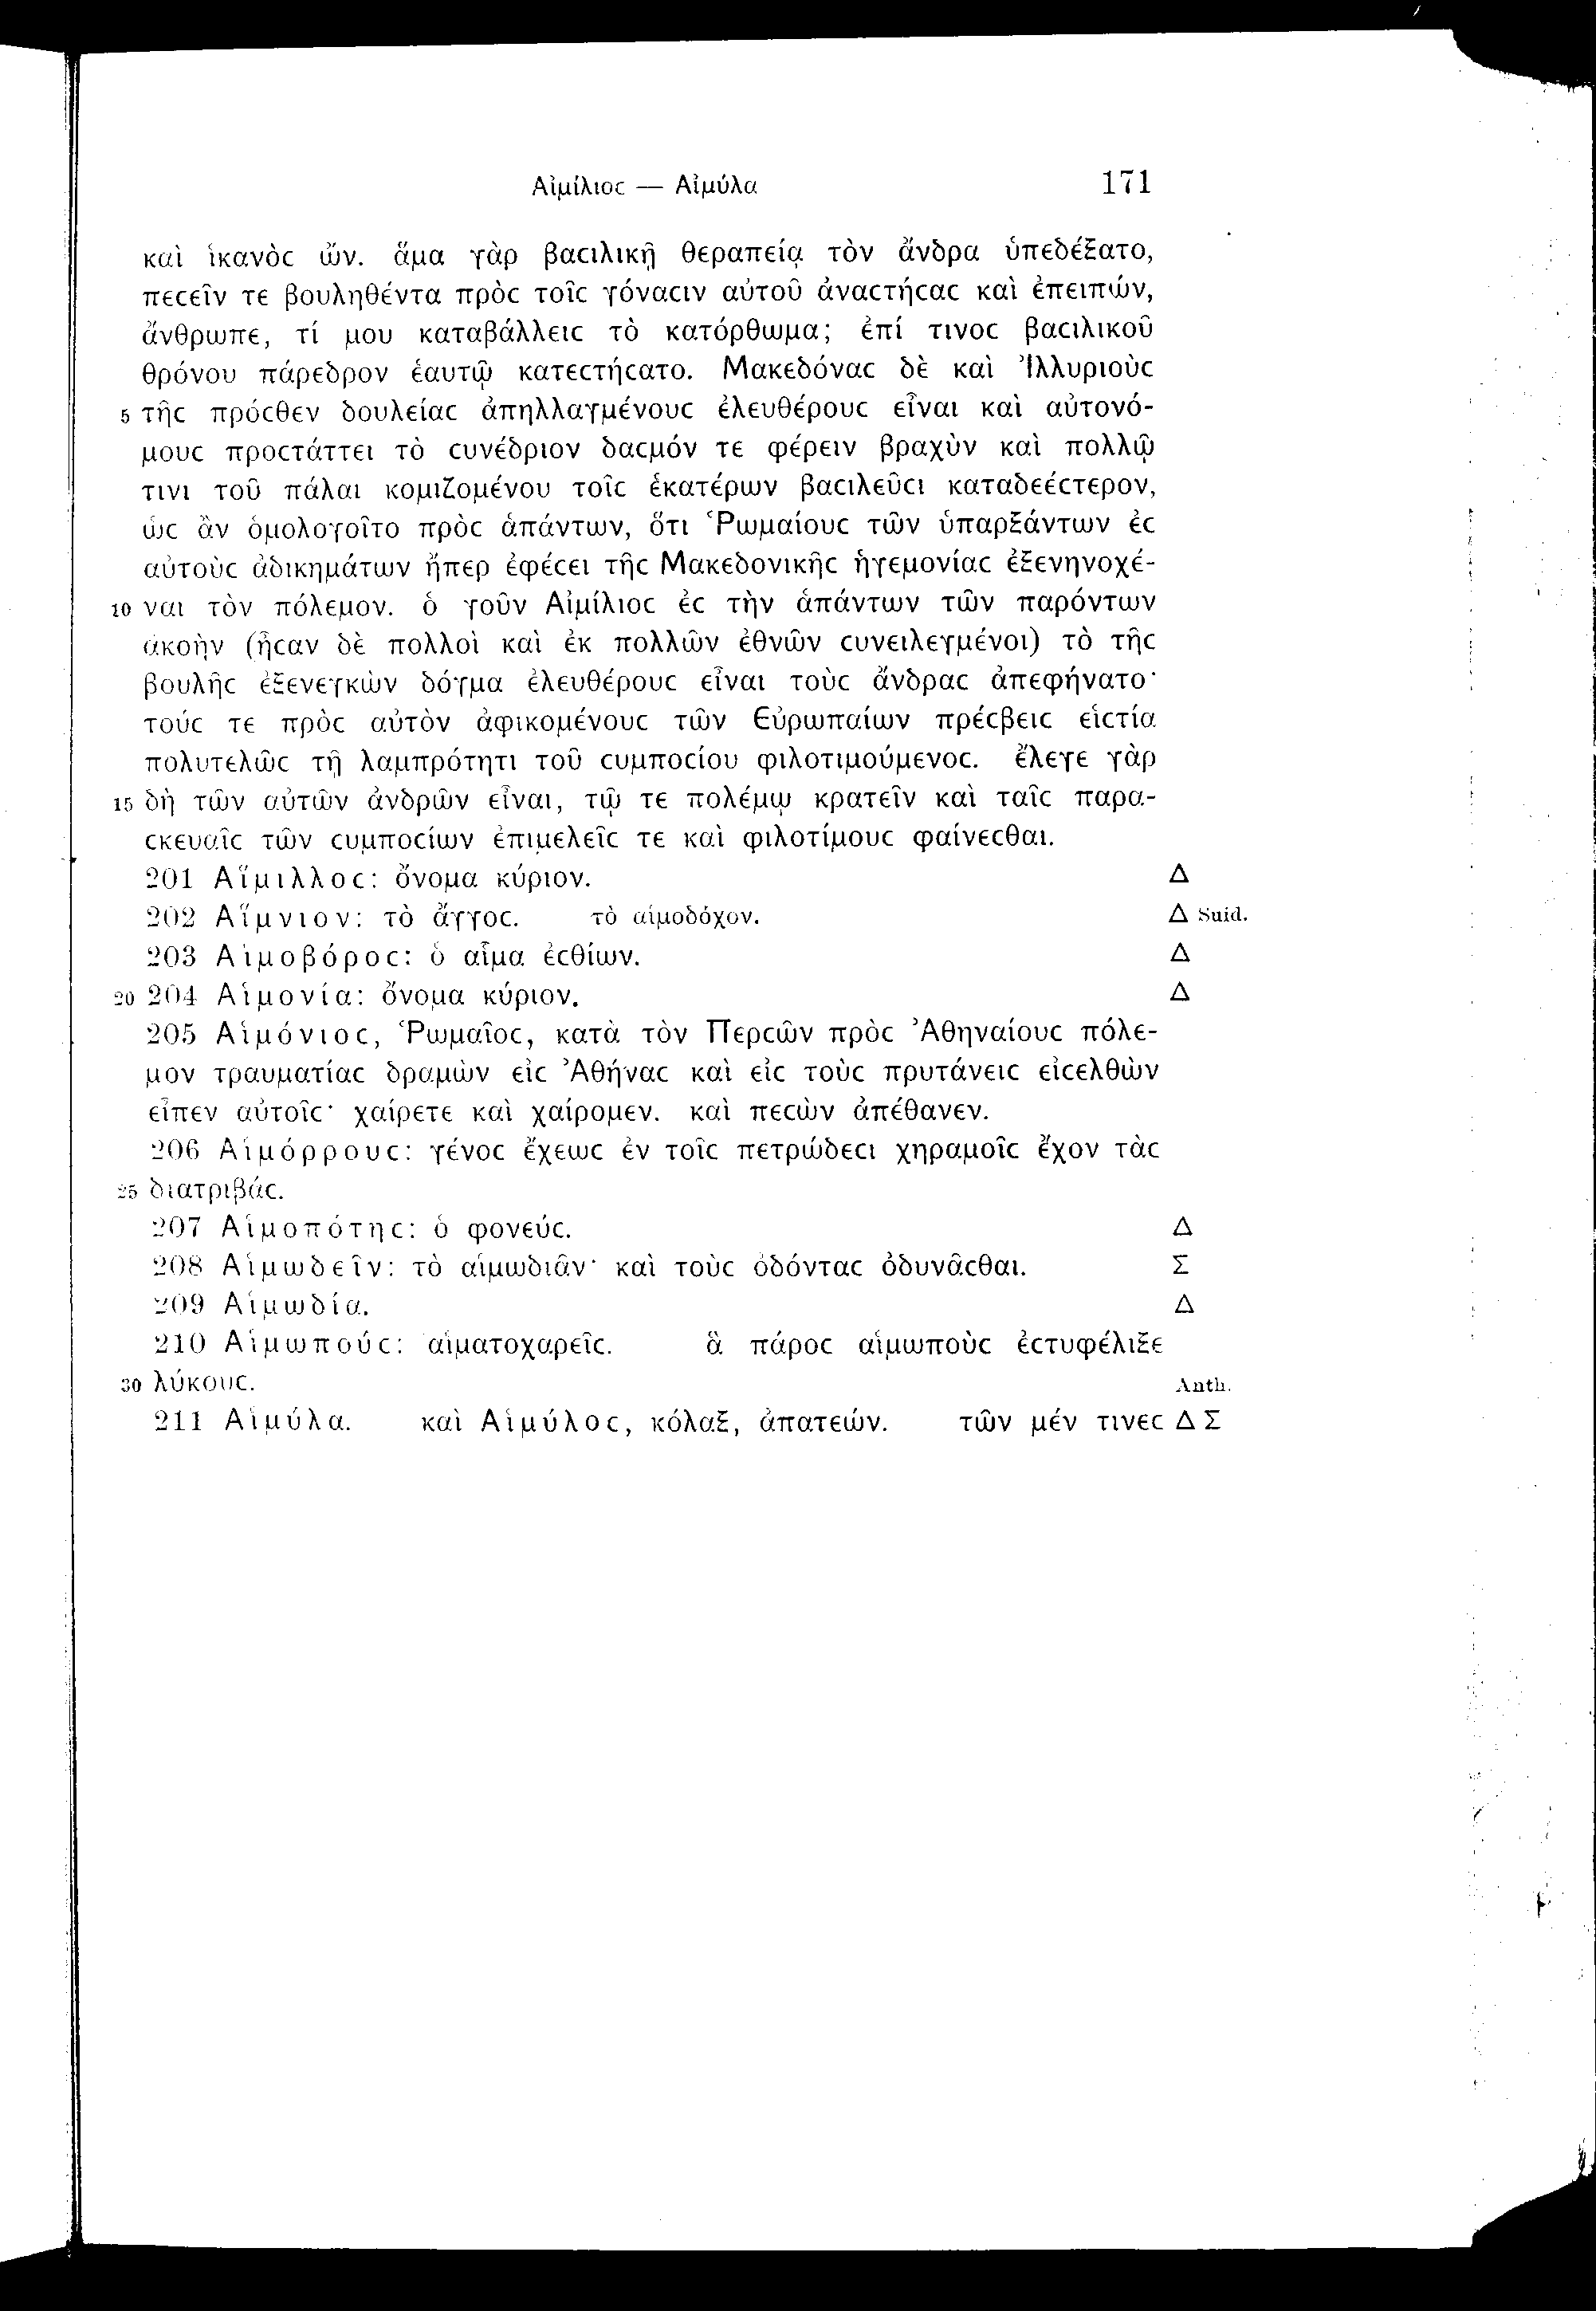 Αἰμίλιοϲ — Αἰμύλα 171
καὶ ἱκανὸϲ ὤν. ἅμα γὰρ βαϲιλικῇ θεραπείᾳ τὸν ἄνδρα ὑπεδέξατο,
πεϲεῖν τε βουληθέντα πρὸϲ τοῖϲ γόναϲιν αὐτοῦ ἀναϲτήϲαϲ καὶ ἐπειπών,
ἄνθρωπε, τί μου καταβάλλειϲ τὸ κατόρθωμα; ἐπί τινοϲ βαϲιλικοῦ
θρόνου πάρεδρον ἑαυτῷ κατεϲτήϲατο. Μακεδόναϲ δὲ καὶ Ἰλλυριοὺϲ
5 τῆϲ πρόϲθεν δουλείαϲ ἀπηλλαγμένουϲ ἐλευθέρουϲ εἶναι καὶ αὐτονό-
μουϲ προϲτάττει τὸ ϲυνέδριον δαϲμόν τε φέρειν βραχὺν καὶ πολλῷ
τινι τοῦ πάλαι κομιζομένου τοῖϲ ἑκατέρων βαϲιλεῦϲι καταδεέϲτερον,
ὡϲ ἂν ὁμολογοῖτο πρὸϲ ἁπάντων, ὅτι Ῥωμαίουϲ τῶν ὑπαρξάντων ἐϲ
αὐτοὺϲ ἀδικημάτων ἤπερ ἐφέϲει τῆϲ Μακεδονικῆϲ ἡγεμονίαϲ ἐξενηνοχέ-
10 ναι τὸν πόλεμον. ὁ γοῦν Αἰμίλιοϲ ἐϲ τὴν ἁπάντων τῶν παρόντων
ἀκοὴν (ἦϲαν δὲ πολλοὶ καὶ ἐκ πολλῶν ἐθνῶν ϲυνειλεγμένοι) τὸ τῆϲ
βουλῆϲ ἐξενεγκὼν δόγμα ἐλευθέρουϲ εἶναι τοὺϲ ἄνδραϲ ἀπεφήνατο·
τούϲ τε πρὸϲ αὐτὸν ἀφικομένουϲ τῶν Εὐρωπαίων πρέϲβειϲ εἱϲτία
πολυτελῶϲ τῇ λαμπρότητι τοῦ ϲυμποϲίου φιλοτιμούμενοϲ. ἔλεγε γὰρ
15 δὴ τῶν αὐτῶν ἀνδρῶν εἶναι, τῷ τε πολέμῳ κρατεῖν καὶ ταῖϲ παρα-
ϲκευαῖϲ τῶν ϲυμποϲίων ἐπιμελεῖϲ τε καὶ φιλοτίμουϲ φαίνεϲθαι.
201 Αἴμιλλοϲ: ὄνομα κύριον. Δ
202 Αἵμνιον: τὸ ἄγγοϲ. τὸ αἱμοδόχον. Δ Suid.
203 Αἱμοβόροϲ: ὁ αἷμα ἐϲθίων. Δ
20 204 Αἱμονία: ὄνομα κύριον. Δ
205 Αἱμόνιοϲ, Ῥωμαῖοϲ, κατὰ τὸν Περϲῶν πρὸϲ Ἀθηναίουϲ πόλε-
μον τραυματίαϲ δραμὼν εἰϲ Ἀθήναϲ καὶ εἰϲ τοὺϲ πρυτάνειϲ εἰϲελθὼν
εἶπεν αὐτοῖϲ· χαίρετε καὶ χαίρομεν. καὶ πεϲὼν ἀπέθανεν.
206 Αἱμόρρουϲ: γένοϲ ἔχεωϲ ἐν τοῖϲ πετρώδεϲι χηραμοῖϲ ἔχον τὰϲ
25 διατριβάϲ.
207 Αἱμοπότηϲ: ὁ φονεύϲ. Δ
208 Αἱμωδεῖν: τὸ αἱμωδιᾶν· καὶ τοὺϲ ὀδόνταϲ ὀδυνᾶϲθαι. Σ
209 Αἱμωδία. Δ
210 Αἱμωπούϲ: αἱματοχαρεῖϲ. ἃ πάροϲ αἱμωποὺϲ ἐϲτυφέλιξε
30 λύκουϲ. Anth.
211 Αἱμύλα. καὶ Αἱμύλοϲ, κόλαξ, ἀπατεών. τῶν μέν τινεϲ Δ Σ